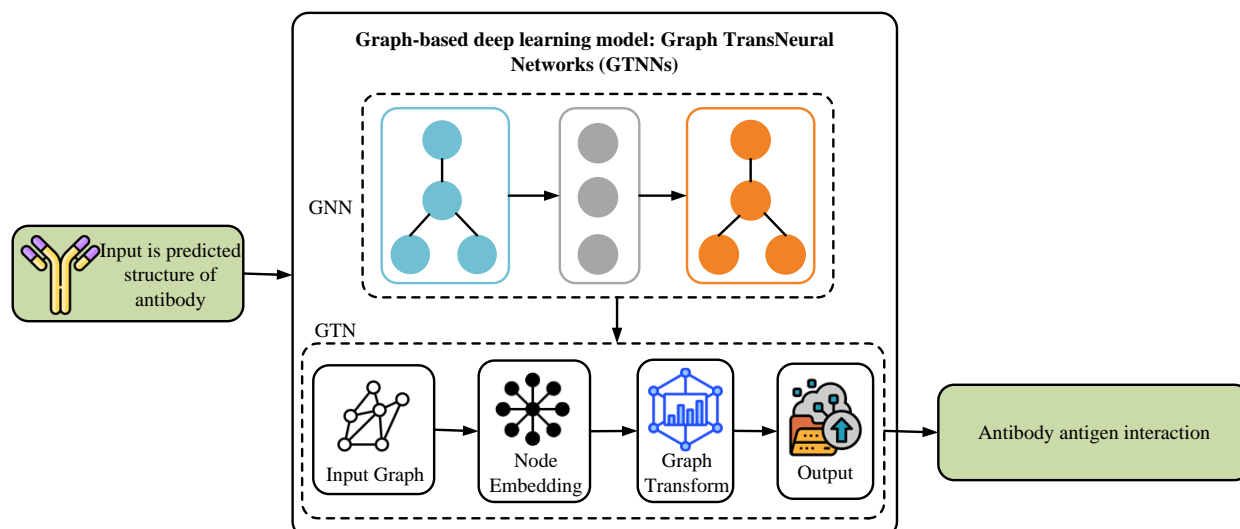 Graph-based deep learning model: Graph TransNeural
Networks (GTNNs)
GNN
Input is predicted
structure of
antibody
GTN
Input Graph
Node
Embedding
Graph
Transform
Output
Antibody antigen interaction